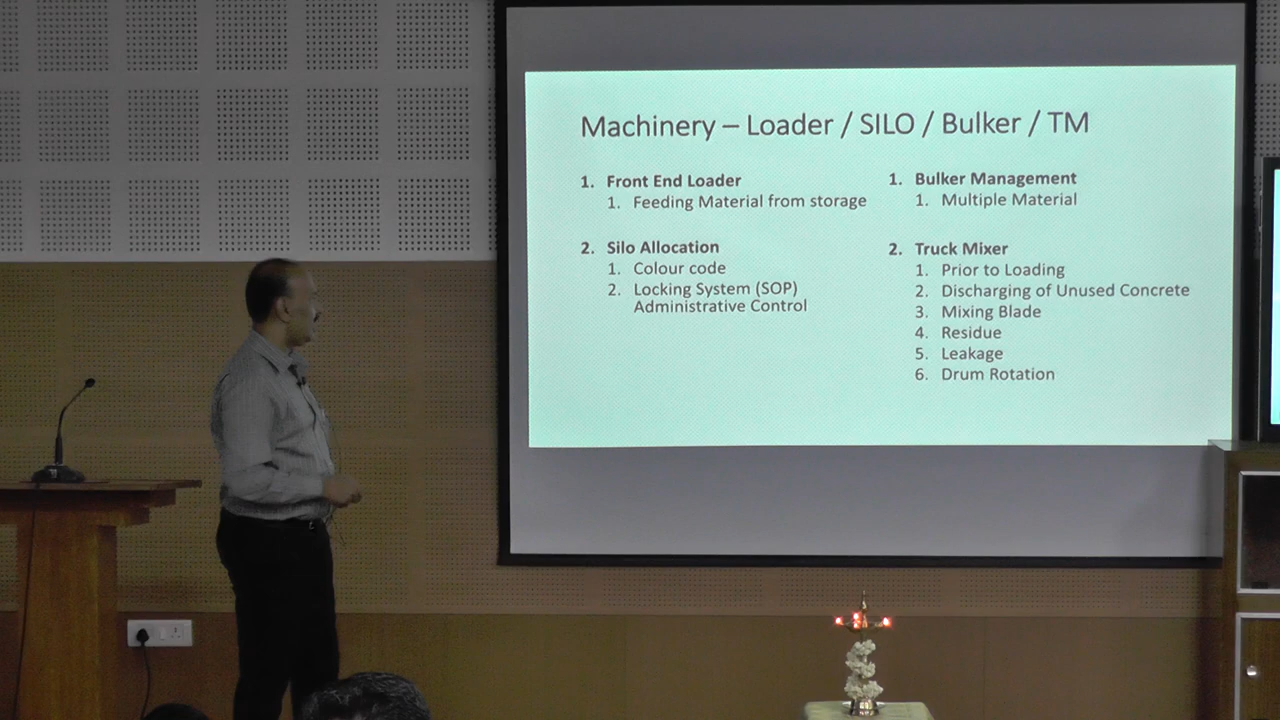 Machinery – Loader / SILO / Bulker / TM
1. Front End Loader
1. Feeding Material from storage
2. Silo Allocation
1. Colour code
2. Locking System (SOP)
Administrative Control
1. Bulker Management
1. Multiple Material
2. Truck Mixer
1. Prior to Loading
2. Discharging of Unused Concrete
3. Mixing Blade
4. Residue
5. Leakage
6. Drum Rotation